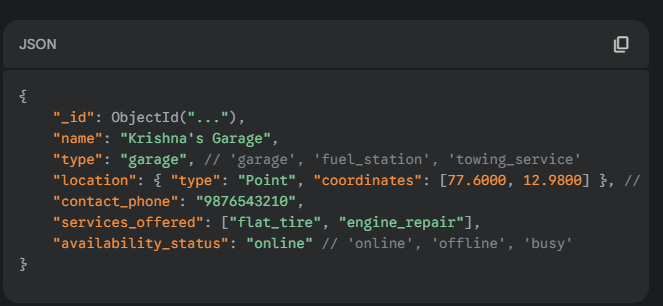 JSON
{
"_id": ObjectId("..."),
"name": "Krishna's Garage",
"type": "garage", // 'garage', 'fuel_station', 'towing_service'
"location": { "type": "Point", "coordinates": [77.6000, 12.9800] }, //
"contact_phone": "9876543210",
"services_offered": ["flat_tire", "engine_repair"],
"availability_status": "online" // 'online', 'offline', 'busy'
}